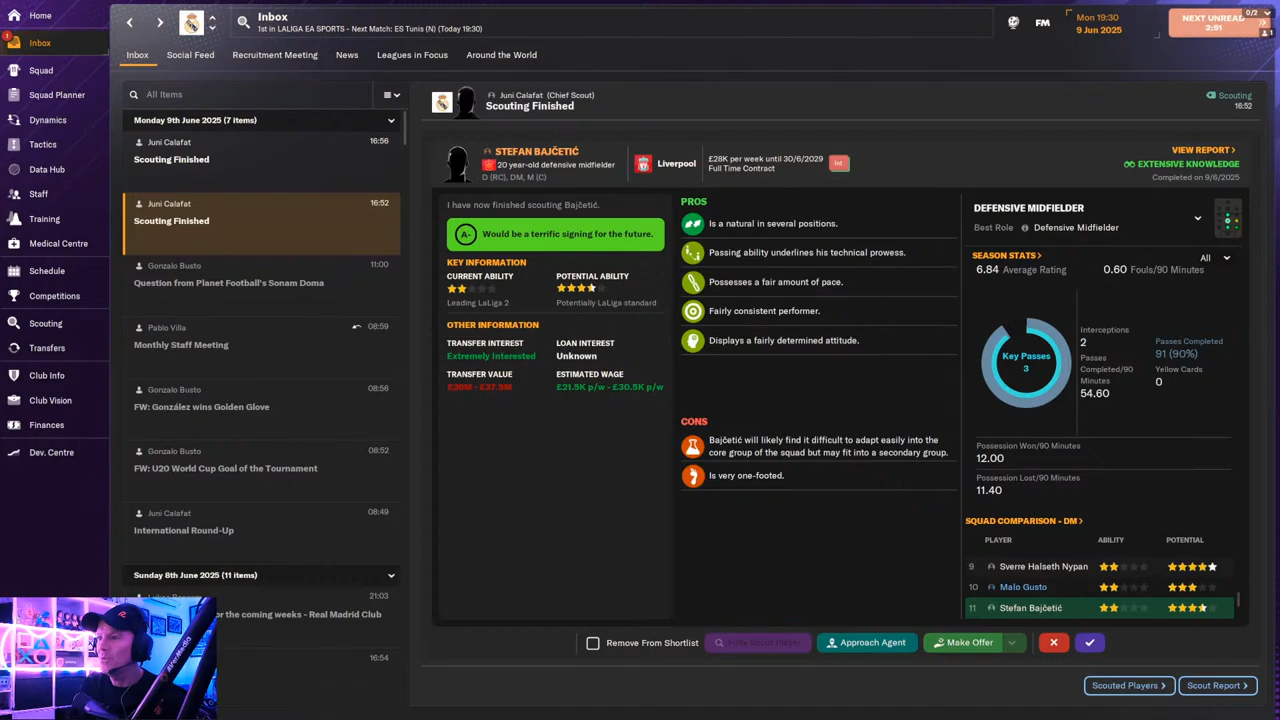 Home
1
Inbox
Squad
Squad Planner
Dynamics
Tactics
Data Hub
Staff
Training
Medical Centre
Schedule
Competitions
Scouting
Transfers
Club Info
Club Vision
Finances
Dev. Centre
Inbox
1st in LALIGA EA SPORTS - Next Match: ES Tunis (N) (Today 19:30)
FM
Mon 19:30
9 Jun 2025
NEXT UNREAD
2:51
0/2
1
Inbox
Social Feed
Recruitment Meeting
News
Leagues in Focus
Around the World
All Items
Monday 9th June 2025 (7 items)
Juni Calafat
16:56
Scouting Finished
Juni Calafat
16:52
Scouting Finished
Gonzalo Busto
11:00
Question from Planet Football's Sonam Doma
Pablo Villa
08:59
Monthly Staff Meeting
Gonzalo Busto
08:56
FW: González wins Golden Glove
Gonzalo Busto
08:52
FW: U20 World Cup Goal of the Tournament
Juni Calafat
08:49
International Round-Up
Sunday 8th June 2025 (11 items)
21:03
for the coming weeks - Real Madrid Club
16:54
Juni Calafat (Chief Scout)
Scouting Finished
Scouting
16:52
STEFAN BAJČETIĆ
20 year-old defensive midfielder
D (RC), DM, M (C)
Liverpool
£28K per week until 30/6/2029
Full Time Contract
Int
VIEW REPORT >
EXTENSIVE KNOWLEDGE
Completed on 9/6/2025
I have now finished scouting Bajčetić.
A- Would be a terrific signing for the future.
KEY INFORMATION
CURRENT ABILITY
POTENTIAL ABILITY
Leading LaLiga 2
Potentially LaLiga standard
OTHER INFORMATION
TRANSFER INTEREST
LOAN INTEREST
Extremely Interested
Unknown
TRANSFER VALUE
ESTIMATED WAGE
£26M - £37.5M
£21.5K p/w - £30.5K p/w
PROS
Is a natural in several positions.
Passing ability underlines his technical prowess.
Possesses a fair amount of pace.
Fairly consistent performer.
Displays a fairly determined attitude.
CONS
Bajčetić will likely find it difficult to adapt easily into the
core group of the squad but may fit into a secondary group.
Is very one-footed.
DEFENSIVE MIDFIELDER
Best Role
Defensive Midfielder
SEASON STATS >
All
6.84 Average Rating
0.60 Fouls/90 Minutes
Key Passes
3
Interceptions
2
Passes
Completed/90
Minutes
54.60
Passes Completed
91 (90%)
Yellow Cards
0
Possession Won/90 Minutes
12.00
Possession Lost/90 Minutes
11.40
SQUAD COMPARISON - DM >
PLAYER
ABILITY
POTENTIAL
9 Sverre Halseth Nypan
10 Malo Gusto
11 Stefan Bajčetić
Remove From Shortlist
Approach Agent
Make Offer
Scouted Players >
Scout Report >